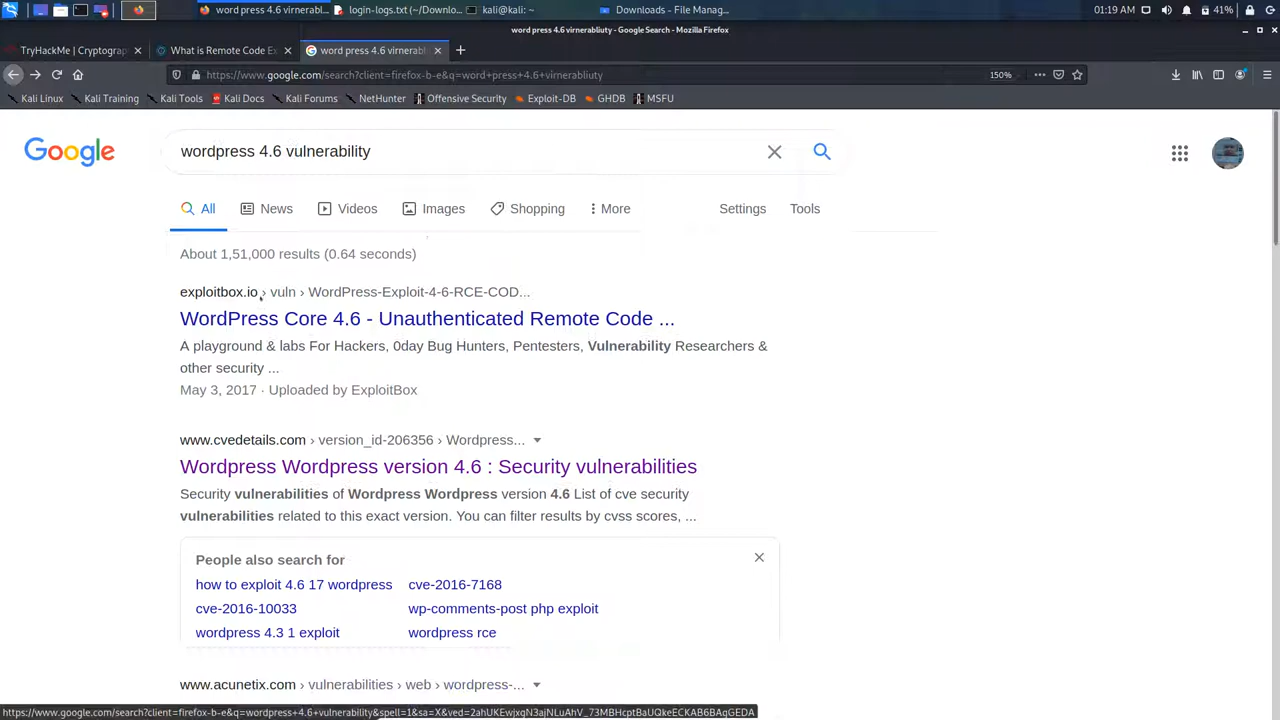 word press 4.6 virnerabl...
login-logs.txt (~/Downlo...
kali@kali: ~
Downloads - File Manag...
01:19 AM
41%
word press 4.6 virnerabliuty - Google Search - Mozilla Firefox
TryHackMe | Cryptograp
What is Remote Code Ex
word press 4.6 virnerabl
https://www.google.com/search?client=firefox-b-e&q=word+press+4.6+virnerabliuty
150%
Kali Linux
Kali Training
Kali Tools
Kali Docs
Kali Forums
NetHunter
Offensive Security
Exploit-DB
GHDB
MSFU
Google
wordpress 4.6 vulnerability
All
News
Videos
Images
Shopping
More
Settings
Tools
About 1,51,000 results (0.64 seconds)
exploitbox.io › vuln › WordPress-Exploit-4-6-RCE-COD...
WordPress Core 4.6 - Unauthenticated Remote Code ...
A playground & labs For Hackers, 0day Bug Hunters, Pentesters, Vulnerability Researchers &
other security ...
May 3, 2017 · Uploaded by ExploitBox
www.cvedetails.com › version_id-206356 › Wordpress...
Wordpress Wordpress version 4.6 : Security vulnerabilities
Security vulnerabilities of Wordpress Wordpress version 4.6 List of cve security
vulnerabilities related to this exact version. You can filter results by cvss scores, ...
People also search for
how to exploit 4.6 17 wordpress
cve-2016-7168
cve-2016-10033
wp-comments-post php exploit
wordpress 4.3 1 exploit
wordpress rce
www.acunetix.com › vulnerabilities › web › wordpress-...
https://www.google.com/search?client=firefox-b-e&q=wordpress+4.6+vulnerability&spell=1&sa=X&ved=2ahUKEwjxqN3ajNLuAhV_73MBHcptBaUQkeECKAB6BAgGEDA